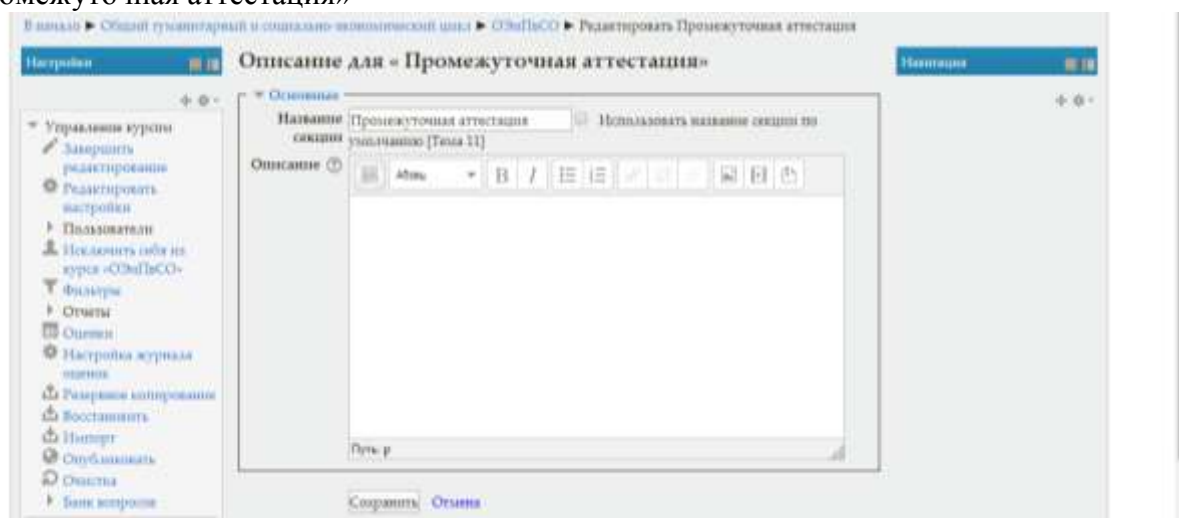 омежуточная аттестация»
В начало ► Общий гуманитарный и социально-экономический цикл ► ОЭиПвСО ► Редактировать Промежуточная аттестация
Настройки
Управление курсом
Завершить
редактирование
Редактировать
настройки
Пользователи
Исключить себя из
курса «ОЭиПвСО»
Фильтры
Отчеты
Оценки
Настройка журнала
оценок
Резервное копирование
Восстановить
Импорт
Опубликовать
Очистка
Банк вопросов
Описание для « Промежуточная аттестация»
Основные
Название
секции
Промежуточная аттестация
Использовать название секции по
умолчанию [Тема 11]
Описание
Абзац
B I
Путь: p
Сохранить Отмена
Навигация